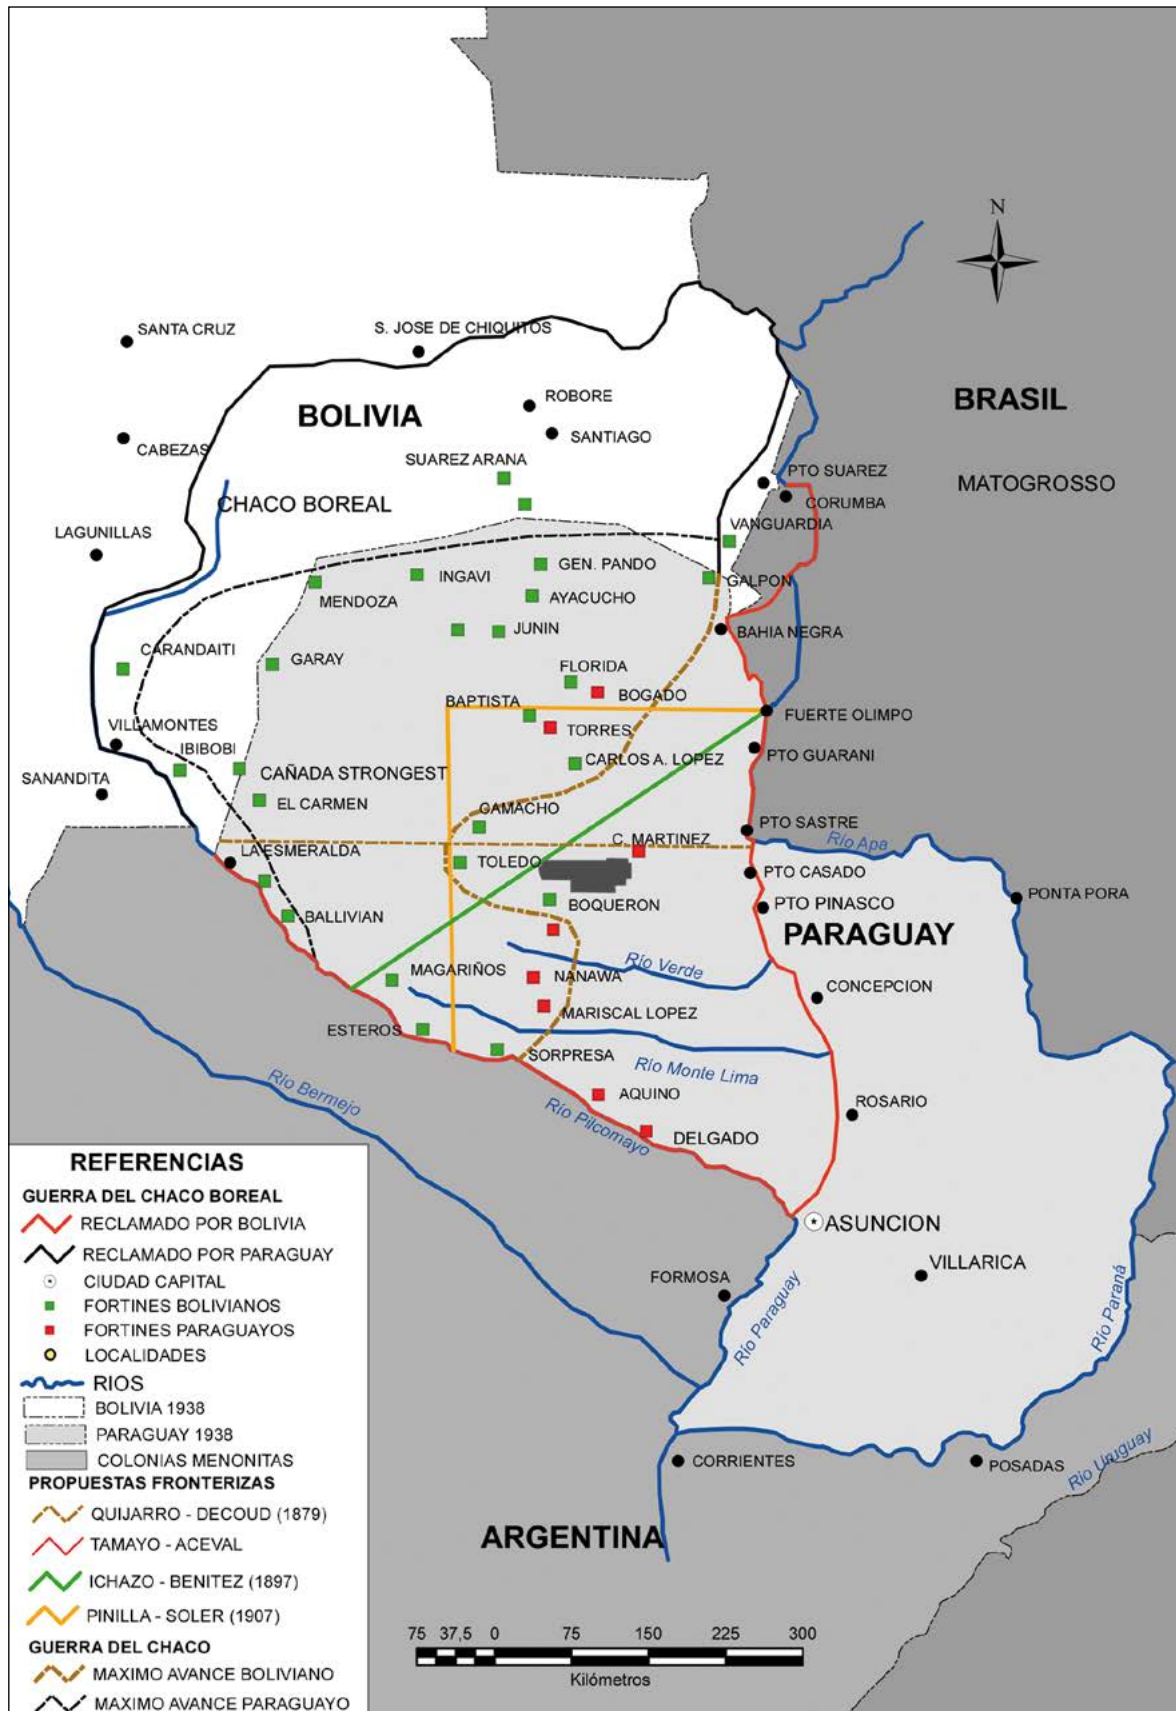 N
SANTA CRUZ
S. JOSE DE CHIQUITOS
ROBORE
BRASIL
BOLIVIA
SANTIAGO
CABEZAS
SUAREZ ARANA
PTO SUAREZ
MATOGROSSO
CHACO BOREAL
CORUMBA
VANGUARDIA
LAGUNILLAS
GEN. PANDO
INGAVI
GALPON
MENDOZA
AYACUCHO
JUNIN
BAHIA NEGRA
CARANDAITI
GARAY
FLORIDA
BOGADO
BAPTISTA
FUERTE OLIMPO
VILLAMONTES
TORRES
IBIBOBI
PTO GUARANI
CARLOS A. LOPEZ
SANANDITA
CAÑADA STRONGEST
EL CARMEN
GAMACHO
PTO SASTRE
C. MARTINEZ
Río Apa
LA ESMERALDA
TOLEDO
PTO CASADO
PONTA PORA
BOQUERON
PTO PINASCO
BALLIVIAN
PARAGUAY
Río Verde
MAGARIÑOS
NANAWA
CONCEPCION
MARISCAL LOPEZ
ESTEROS
SORPRESA
Río Monte Lima
Río Bermejo
AQUINO
ROSARIO
Río Pilcomayo
DELGADO
ASUNCION
VILLARICA
FORMOSA
Río Paraguay
Río Paraná
CORRIENTES
POSADAS
Río Uruguay
ARGENTINA
REFERENCIAS
GUERRA DEL CHACO BOREAL
RECLAMADO POR BOLIVIA
RECLAMADO POR PARAGUAY
CIUDAD CAPITAL
FORTINES BOLIVIANOS
FORTINES PARAGUAYOS
LOCALIDADES
RIOS
BOLIVIA 1938
PARAGUAY 1938
COLONIAS MENONITAS
PROPUESTAS FRONTERIZAS
QUIJARRO - DECOUD (1879)
TAMAYO - ACEVAL
ICHAZO - BENITEZ (1897)
PINILLA - SOLER (1907)
GUERRA DEL CHACO
MAXIMO AVANCE BOLIVIANO
MAXIMO AVANCE PARAGUAYO
75 37,5 0 75 150 225 300
Kilómetros